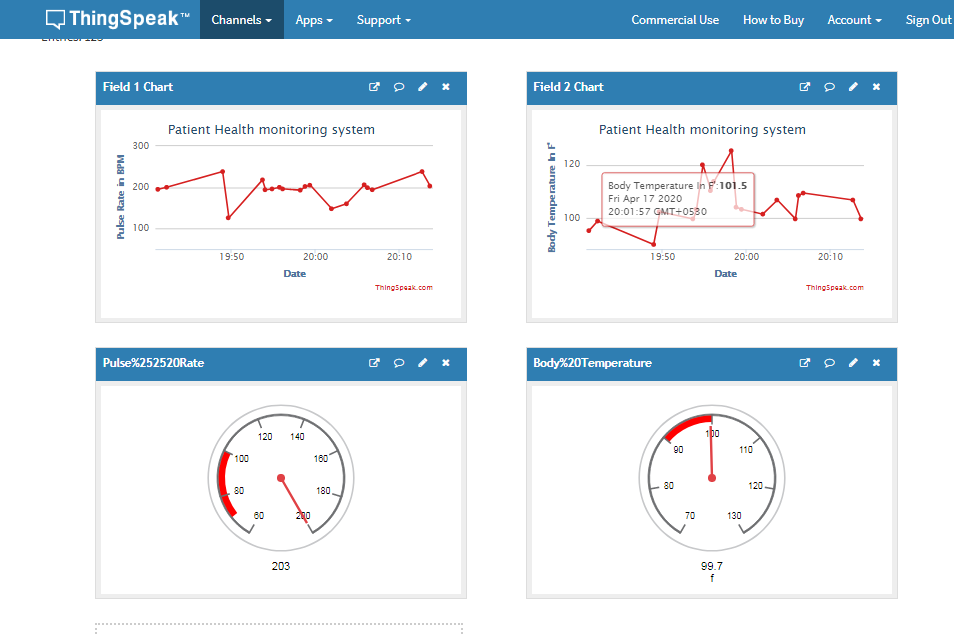 ThingSpeak™ Channels Apps Support Commercial Use How to Buy Account Sign Out
Entries: 123
Field 1 Chart
Patient Health monitoring system
Pulse Rate in BPM
300
200
100
19:50 20:00 20:10
Date
ThingSpeak.com
Field 2 Chart
Patient Health monitoring system
Body Temperature In F'
120
100
Body Temperature In F':101.5
Fri Apr 17 2020
20:01:57 GMT+0530
19:50 20:00 20:10
Date
ThingSpeak.com
Pulse%252520Rate
120 140
100 160
80 180
60 200
203
Body%20Temperature
100
90 110
80 120
70 130
99.7
f